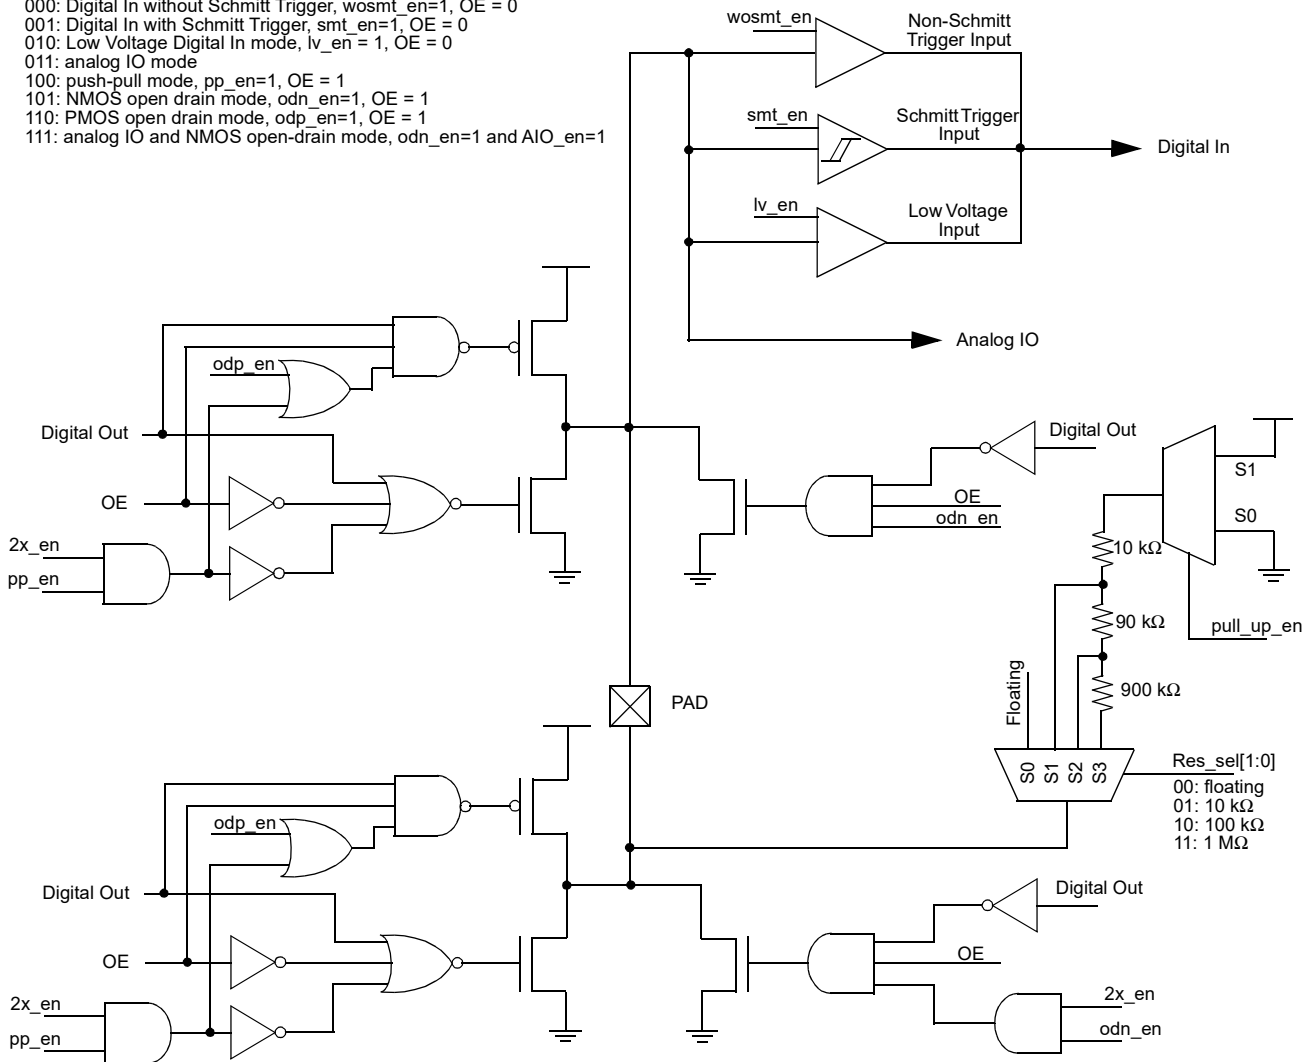 000: Digital In without Schmitt Trigger, wosmt_en=1, OE = 0
001: Digital In with Schmitt Trigger, smt_en=1, OE = 0
010: Low Voltage Digital In mode, lv_en = 1, OE = 0
011: analog IO mode
100: push-pull mode, pp_en=1, OE = 1
101: NMOS open drain mode, odn_en=1, OE = 1
110: PMOS open drain mode, odp_en=1, OE = 1
111: analog IO and NMOS open-drain mode, odn_en=1 and AIO_en=1
wosmt_en
Non-Schmitt
Trigger Input
smt_en
Schmitt Trigger
Input
Digital In
lv_en
Low Voltage
Input
Analog IO
odp_en
Digital Out
OE
2x_en
pp_en
Digital Out
OE
odn_en
S1
S0
10 kΩ
90 kΩ
900 kΩ
pull_up_en
PAD
Floating
S0
S1
S2
S3
Res_sel[1:0]
00: floating
01: 10 kΩ
10: 100 kΩ
11: 1 MΩ
odp_en
Digital Out
OE
2x_en
pp_en
Digital Out
OE
2x_en
odn_en